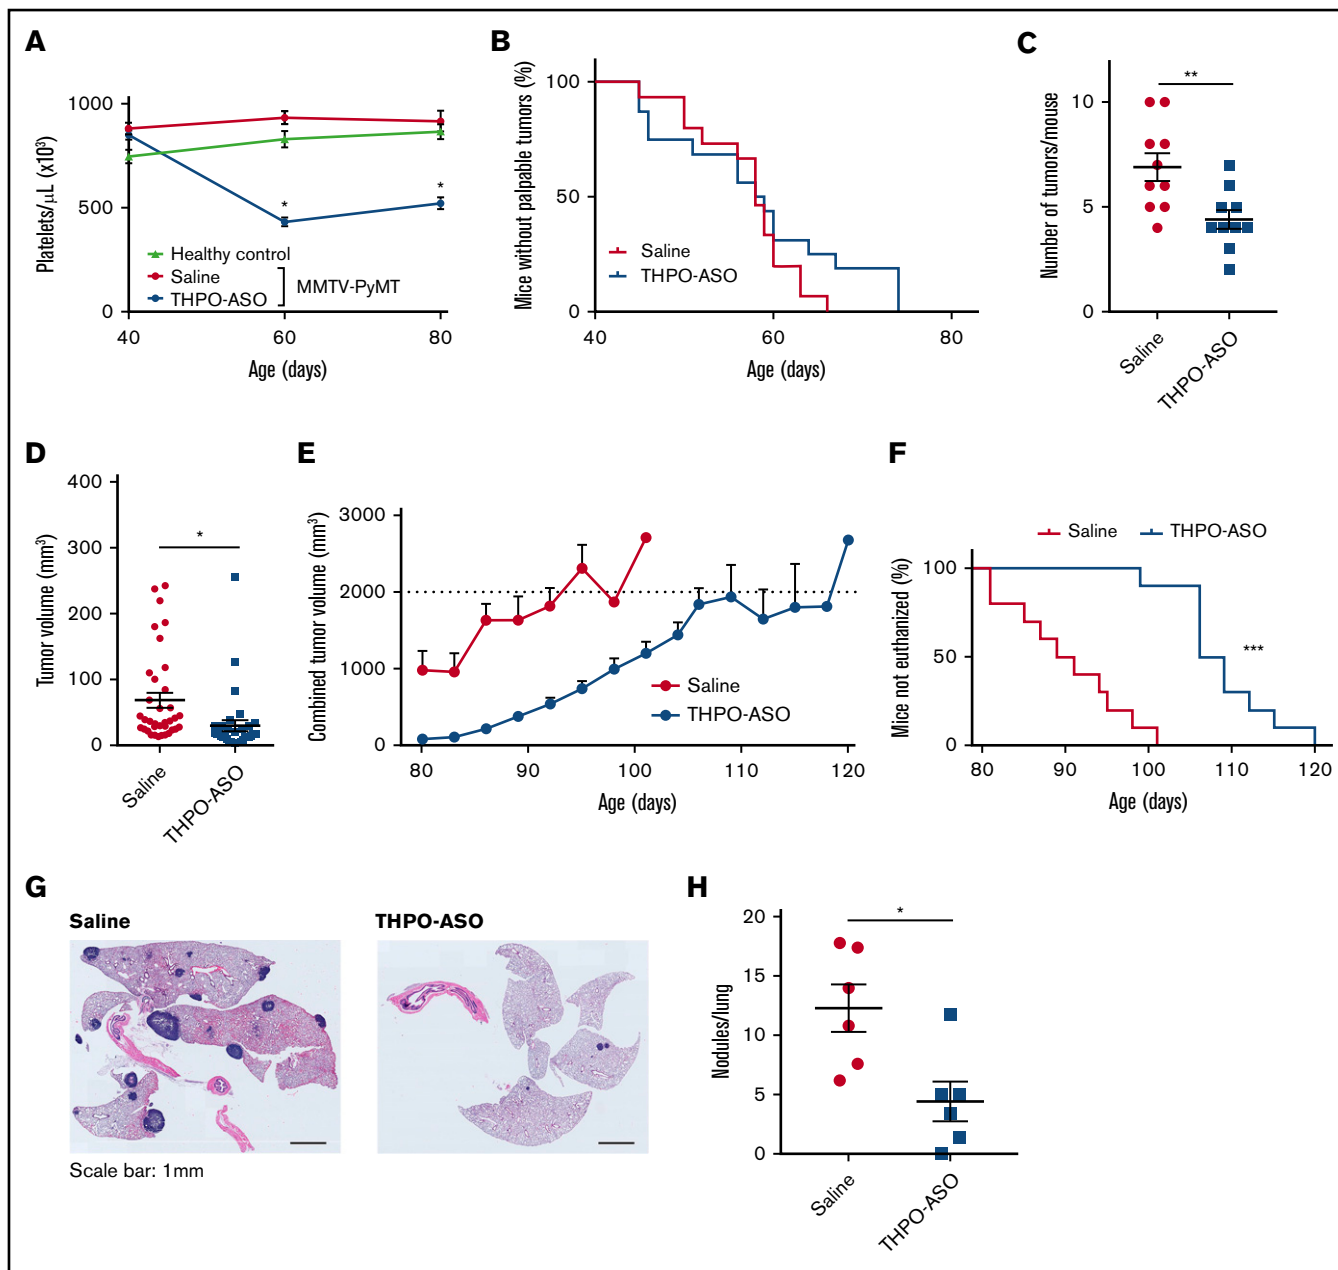 A
Platelets/µL (x10³)
1000
500
0
40
60
80
Age (days)
*
*
Healthy control
Saline
THPO-ASO
MMTV-PyMT
B
Mice without palpable tumors (%)
100
50
0
40
60
80
Age (days)
Saline
THPO-ASO
C
Number of tumors/mouse
10
5
0
**
Saline
THPO-ASO
D
Tumor volume (mm³)
400
300
200
100
0
*
Saline
THPO-ASO
E
Combined tumor volume (mm³)
3000
2000
1000
0
80
90
100
110
120
Age (days)
Saline
THPO-ASO
F
Saline
THPO-ASO
Mice not euthanized (%)
100
50
0
80
90
100
110
120
Age (days)
***
G
Saline
THPO-ASO
Scale bar: 1mm
H
Nodules/lung
20
15
10
5
0
*
Saline
THPO-ASO